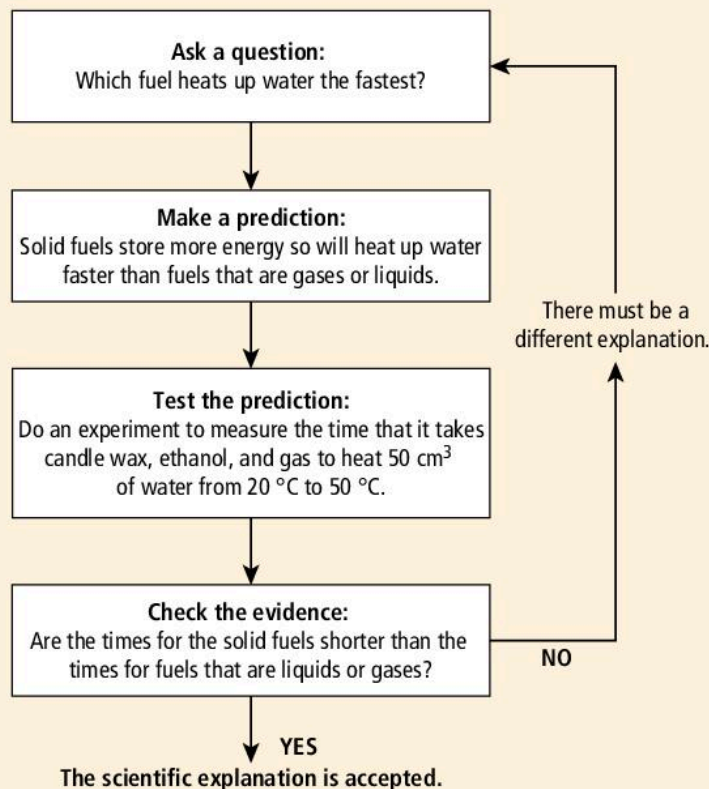 Ask a question:
Which fuel heats up water the fastest?
Make a prediction:
Solid fuels store more energy so will heat up water
faster than fuels that are gases or liquids.
There must be a
different explanation.
Test the prediction:
Do an experiment to measure the time that it takes
candle wax, ethanol, and gas to heat 50 cm³
of water from 20 °C to 50 °C.
Check the evidence:
Are the times for the solid fuels shorter than the
times for fuels that are liquids or gases?
NO
YES
The scientific explanation is accepted.